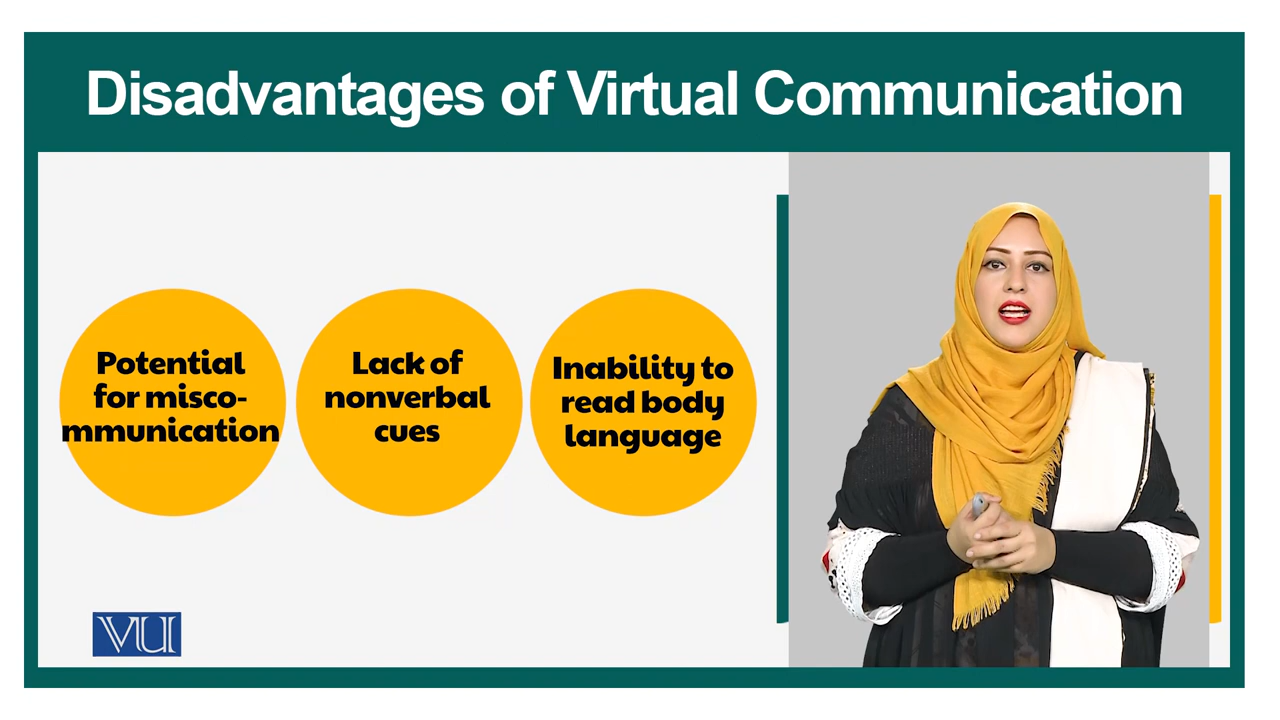 Disadvantages of Virtual Communication
Potential
for misco-
mmunication
Lack of
nonverbal
cues
Inability to
read body
language
VU